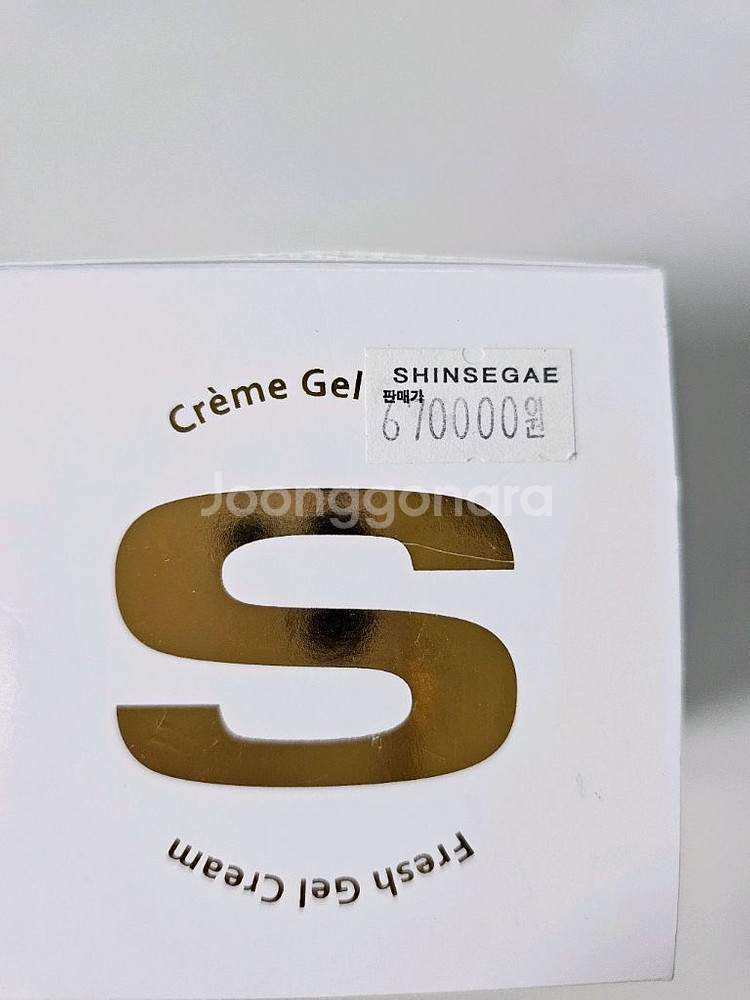 Crème Gel
SHINSEGAE
판매가
670000원
Joonggonara
S
Fresh Gel Cream